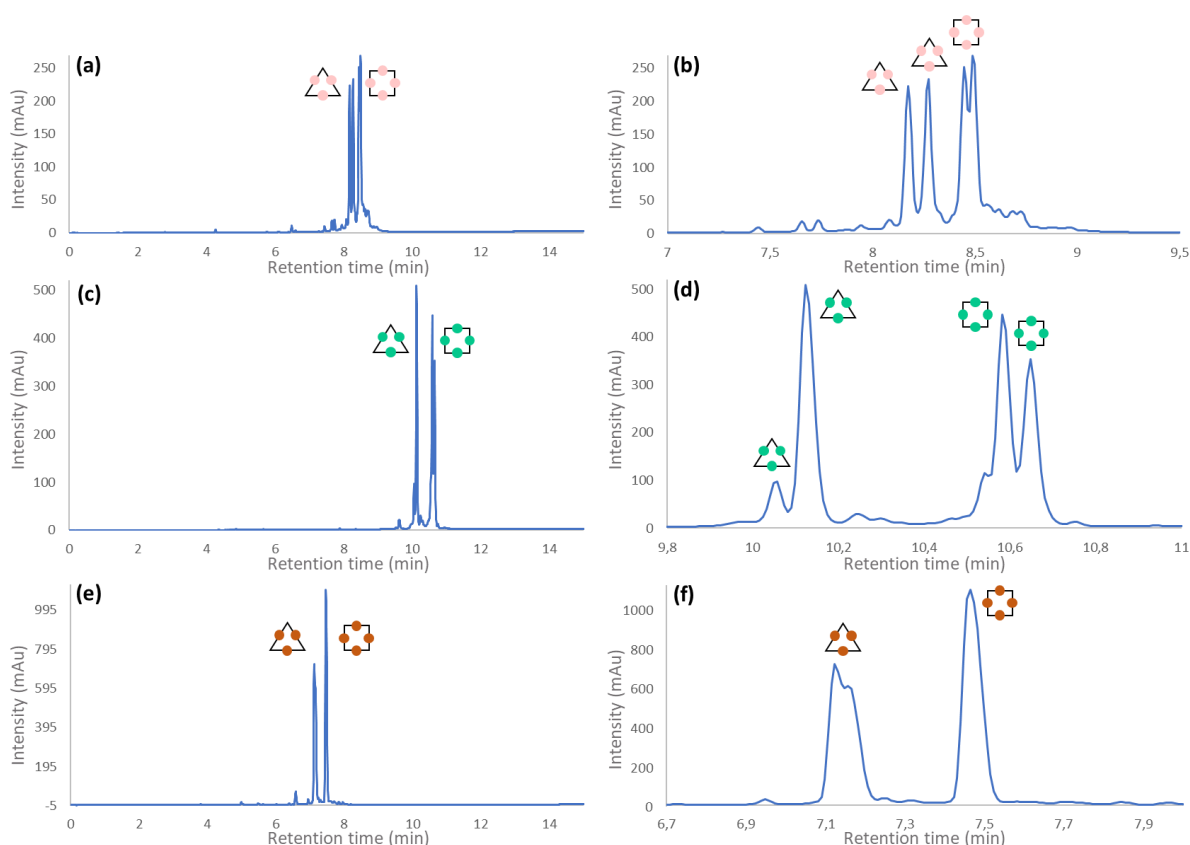 (a)
Intensity (mAu)
250
200
150
100
50
0
0 2 4 6 8 10 12 14
Retention time (min)
(b)
Intensity (mAu)
250
200
150
100
50
0
7 7,5 8 8,5 9 9,5
Retention time (min)
(c)
Intensity (mAu)
500
400
300
200
100
0
0 2 4 6 8 10 12 14
Retention time (min)
(d)
Intensity (mAu)
500
400
300
200
100
0
9,8 10 10,2 10,4 10,6 10,8 11
Retention time (min)
(e)
Intensity (mAu)
995
795
595
395
195
-5
0 2 4 6 8 10 12 14
Retention time (min)
(f)
Intensity (mAu)
1000
800
600
400
200
0
6,7 6,9 7,1 7,3 7,5 7,7 7,9
Retention time (min)